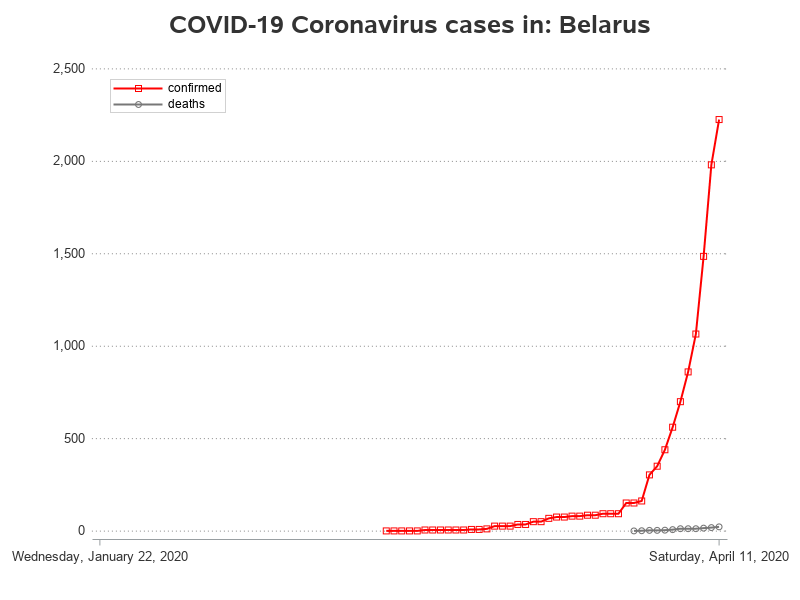 COVID-19 Coronavirus cases in: Belarus
2,500
confirmed
deaths
2,000
1,500
1,000
500
0
Wednesday, January 22, 2020
Saturday, April 11, 2020